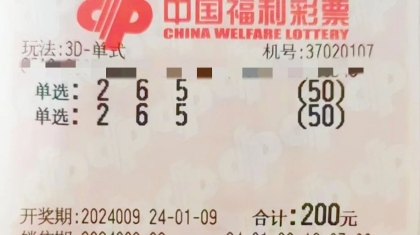 中国福利彩票
CHINA WELFARE LOTTERY
玩法:3D-单式 机号:37020107
单选: 2 6 5 (50)
单选: 2 6 5 (50)
开奖期:2024009 24-01-09 合计:200元